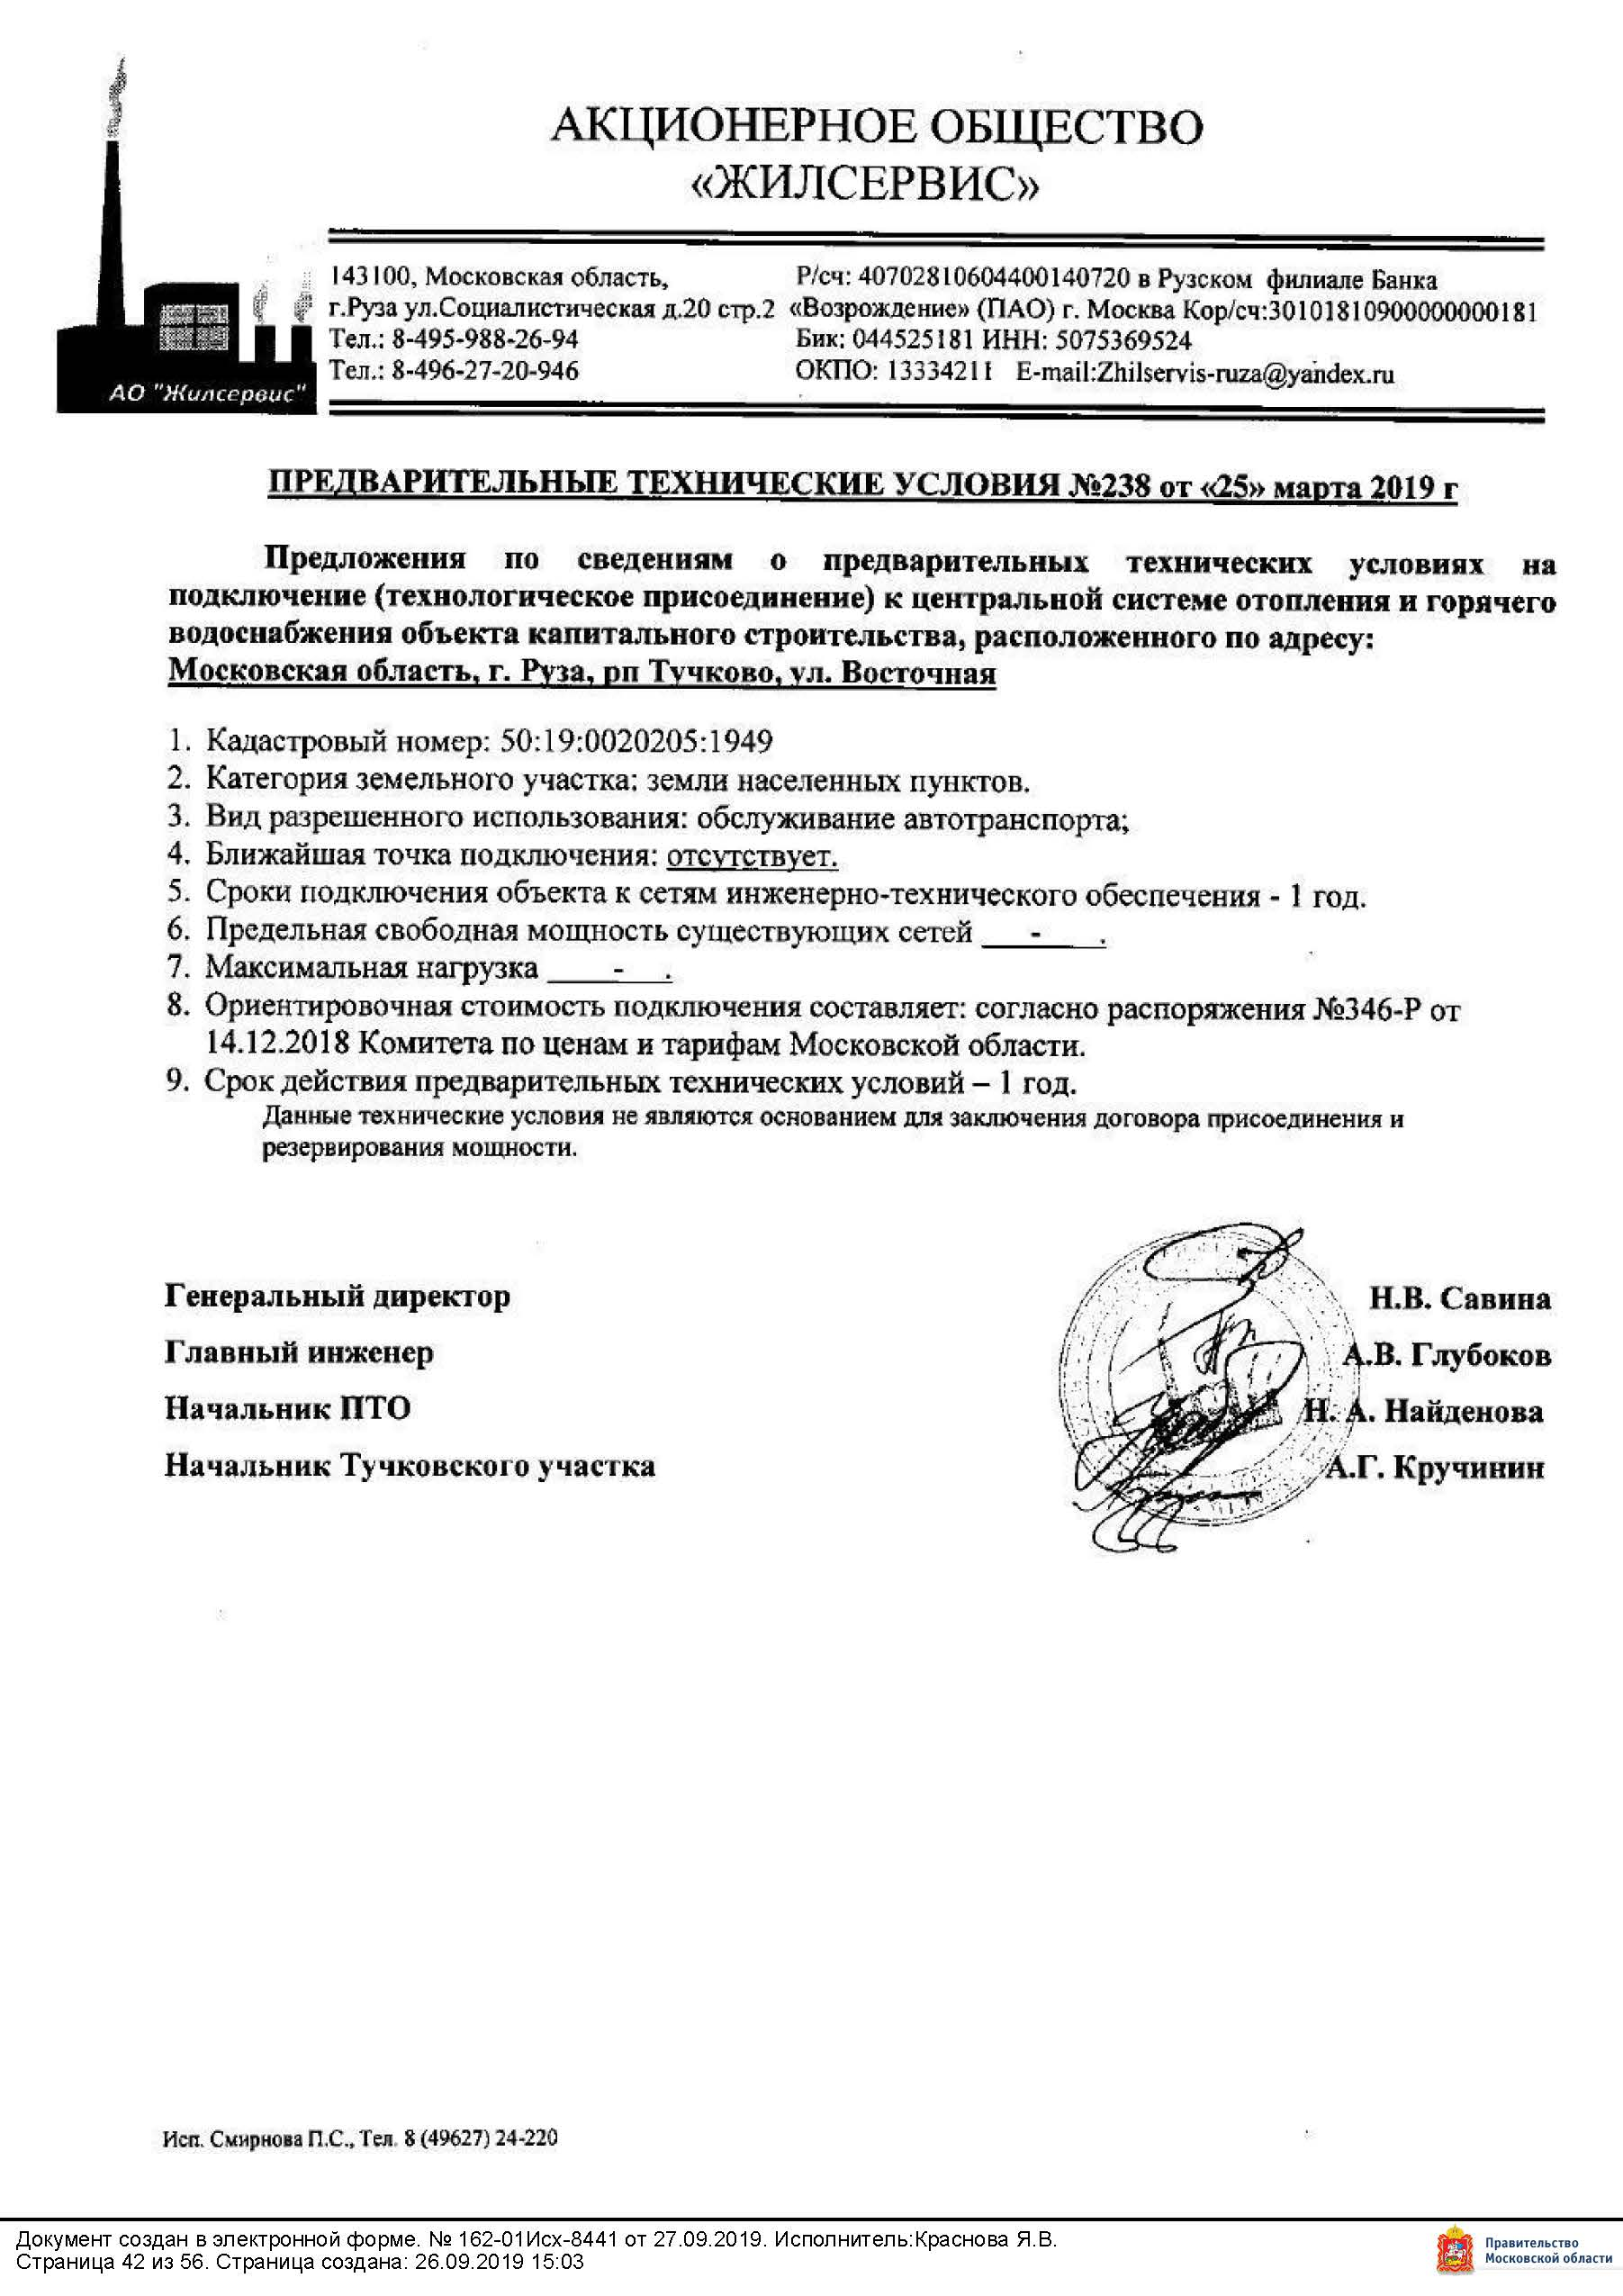 АКЦИОНЕРНОЕ ОБЩЕСТВО
«ЖИЛСЕРВИС»
143100, Московская область,
г.Руза ул.Социалистическая д.20 стр.2
Тел.: 8-495-988-26-94
Тел.: 8-496-27-20-946
Р/сч: 40702810604400140720 в Рузском филиале Банка
«Возрождение» (ПАО) г. Москва Кор/сч:30101810900000000181
Бик: 044525181 ИНН: 5075369524
ОКПО: 13334211 E-mail:Zhilservis-ruza@yandex.ru
АО "Жилсервис"
ПРЕДВАРИТЕЛЬНЫЕ ТЕХНИЧЕСКИЕ УСЛОВИЯ №238 от «25» марта 2019 г
Предложения по сведениям о предварительных технических условиях на
подключение (технологическое присоединение) к центральной системе отопления и горячего
водоснабжения объекта капитального строительства, расположенного по адресу:
Московская область, г. Руза, рп Тучково, ул. Восточная
1. Кадастровый номер: 50:19:0020205:1949
2. Категория земельного участка: земли населенных пунктов.
3. Вид разрешенного использования: обслуживание автотранспорта;
4. Ближайшая точка подключения: отсутствует.
5. Сроки подключения объекта к сетям инженерно-технического обеспечения - 1 год.
6. Предельная свободная мощность существующих сетей ___-___.
7. Максимальная нагрузка ____-___.
8. Ориентировочная стоимость подключения составляет: согласно распоряжения №346-Р от
14.12.2018 Комитета по ценам и тарифам Московской области.
9. Срок действия предварительных технических условий – 1 год.
Данные технические условия не являются основанием для заключения договора присоединения и
резервирования мощности.
Генеральный директор Н.В. Савина
Главный инженер А.В. Глубоков
Начальник ПТО Н. А. Найденова
Начальник Тучковского участка А.Г. Кручинин
Исп. Смирнова П.С., Тел. 8 (49627) 24-220
Документ создан в электронной форме. № 162-01Исх-8441 от 27.09.2019. Исполнитель:Краснова Я.В.
Страница 42 из 56. Страница создана: 26.09.2019 15:03
Правительство
Московской области